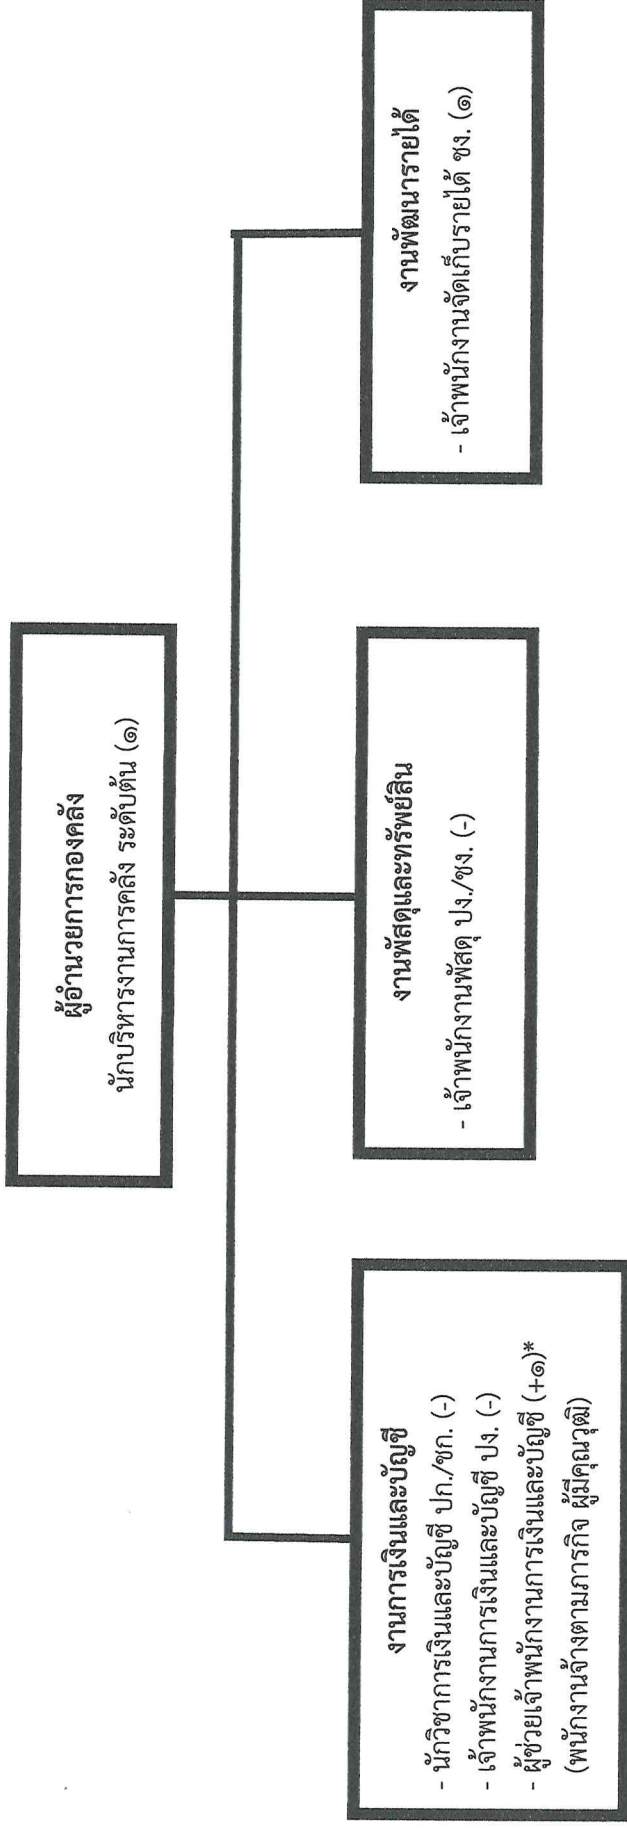 ผู้อำนวยการกองคลัง
นักบริหารงานการคลัง ระดับต้น (๑)
งานการเงินและบัญชี
- นักวิชาการเงินและบัญชี ปก./ชก. (-)
- เจ้าพนักงานการเงินและบัญชี ปง. (-)
- ผู้ช่วยเจ้าพนักงานการเงินและบัญชี (+๑)*
(พนักงานจ้างตามภารกิจ ผู้มีคุณวุฒิ)
งานพัสดุและทรัพย์สิน
- เจ้าพนักงานพัสดุ ปง./ชง. (-)
งานพัฒนารายได้
- เจ้าพนักงานจัดเก็บรายได้ ชง. (๑)